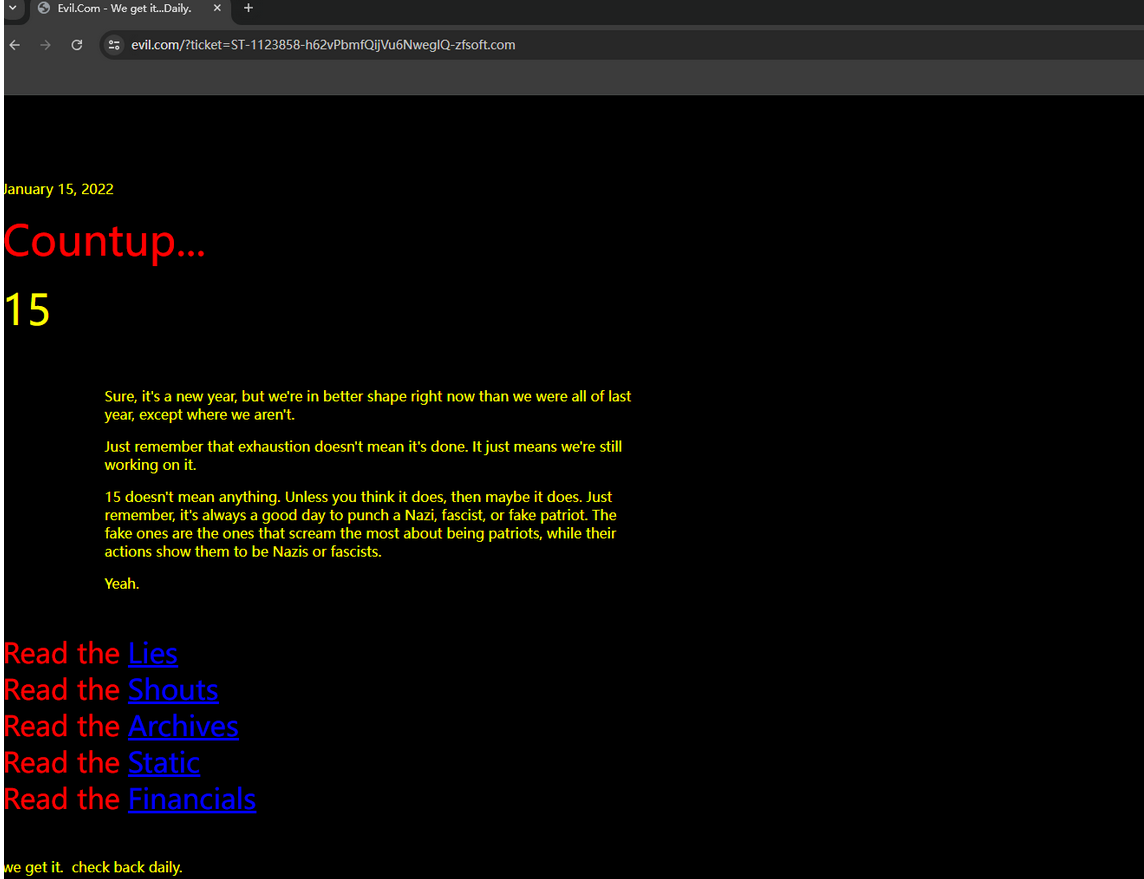 Evil.Com - We get it...Daily.
evil.com/?ticket=ST-1123858-h62vPbmfQijVu6NweglQ-zfsoft.com
January 15, 2022
Countup...
15
Sure, it's a new year, but we're in better shape right now than we were all of last
year, except where we aren't.
Just remember that exhaustion doesn't mean it's done. It just means we're still
working on it.
15 doesn't mean anything. Unless you think it does, then maybe it does. Just
remember, it's always a good day to punch a Nazi, fascist, or fake patriot. The
fake ones are the ones that scream the most about being patriots, while their
actions show them to be Nazis or fascists.
Yeah.
Read the Lies
Read the Shouts
Read the Archives
Read the Static
Read the Financials
we get it.  check back daily.